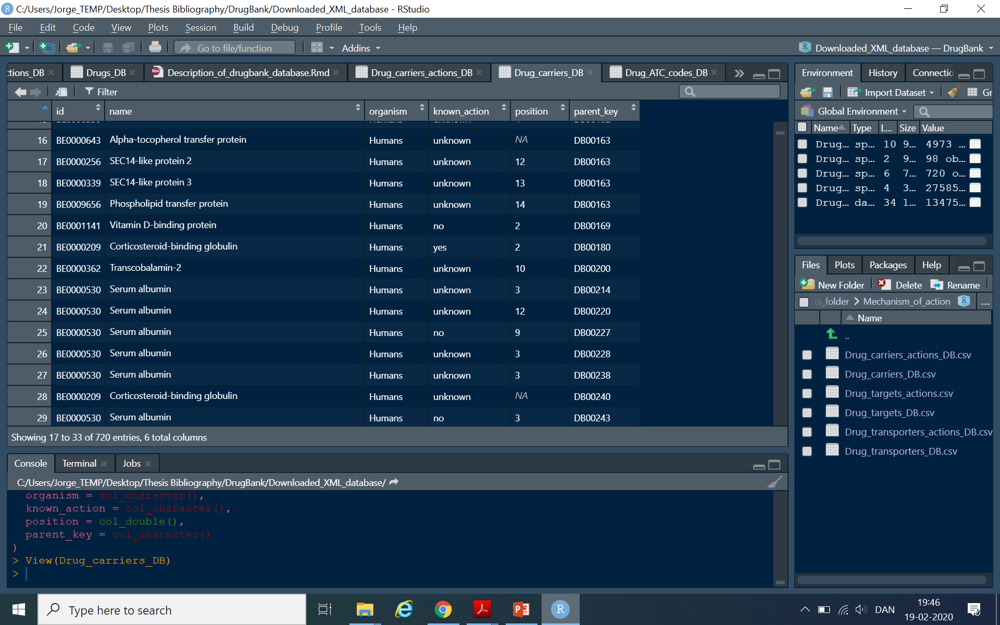 C:/Users/Jorge_TEMP/Desktop/Thesis Bibliography/DrugBank/Downloaded_XML_database - RStudio
File Edit Code View Plots Session Build Debug Profile Tools Help
Go to file/function Addins Downloaded_XML_database — DrugBank
ctions_DB Drugs_DB Description_of_drugbank_database.Rmd Drug_carriers_actions_DB Drug_carriers_DB Drug_ATC_codes_DB
Filter
id name organism known_action position parent_key
16 BE0000643 Alpha-tocopherol transfer protein Humans unknown NA DB00163
17 BE0000256 SEC14-like protein 2 Humans unknown 12 DB00163
18 BE0000339 SEC14-like protein 3 Humans unknown 13 DB00163
19 BE0009656 Phospholipid transfer protein Humans unknown 14 DB00163
20 BE0001141 Vitamin D-binding protein Humans no 2 DB00169
21 BE0000209 Corticosteroid-binding globulin Humans yes 2 DB00180
22 BE0000362 Transcobalamin-2 Humans unknown 10 DB00200
23 BE0000530 Serum albumin Humans unknown 3 DB00214
24 BE0000530 Serum albumin Humans unknown 12 DB00220
25 BE0000530 Serum albumin Humans no 9 DB00227
26 BE0000530 Serum albumin Humans unknown 3 DB00228
27 BE0000530 Serum albumin Humans unknown 3 DB00238
28 BE0000209 Corticosteroid-binding globulin Humans unknown NA DB00240
29 BE0000530 Serum albumin Humans no 3 DB00243
Showing 17 to 33 of 720 entries, 6 total columns
Console Terminal Jobs
C:/Users/Jorge_TEMP/Desktop/Thesis Bibliography/DrugBank/Downloaded_XML_database/
organism = col_character(),
known_action = col_character(),
position = col_double(),
parent_key = col_character()
)
> View(Drug_carriers_DB)
>
Environment History Connectio
Import Dataset Gr
Global Environment
Name Type L... Size Value
Drug... sp... 10 9... 4973 ...
Drug... sp... 2 9... 98 ob...
Drug... sp... 6 7... 720 o...
Drug... sp... 4 3... 27585...
Drug... da... 34 1... 13475...
Files Plots Packages Help
New Folder Delete Rename
ts_folder > Mechanism_of_action ...
Name
..
Drug_carriers_actions_DB.csv
Drug_carriers_DB.csv
Drug_targets_actions.csv
Drug_targets_DB.csv
Drug_transporters_actions_DB.csv
Drug_transporters_DB.csv
Type here to search
DAN
19:46
19-02-2020